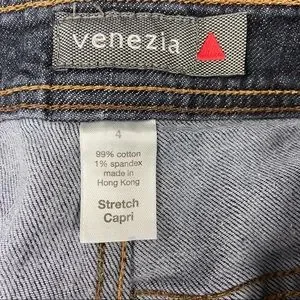 venezia
4
99% cotton
1% spandex
made in
Hong Kong
Stretch
Capri